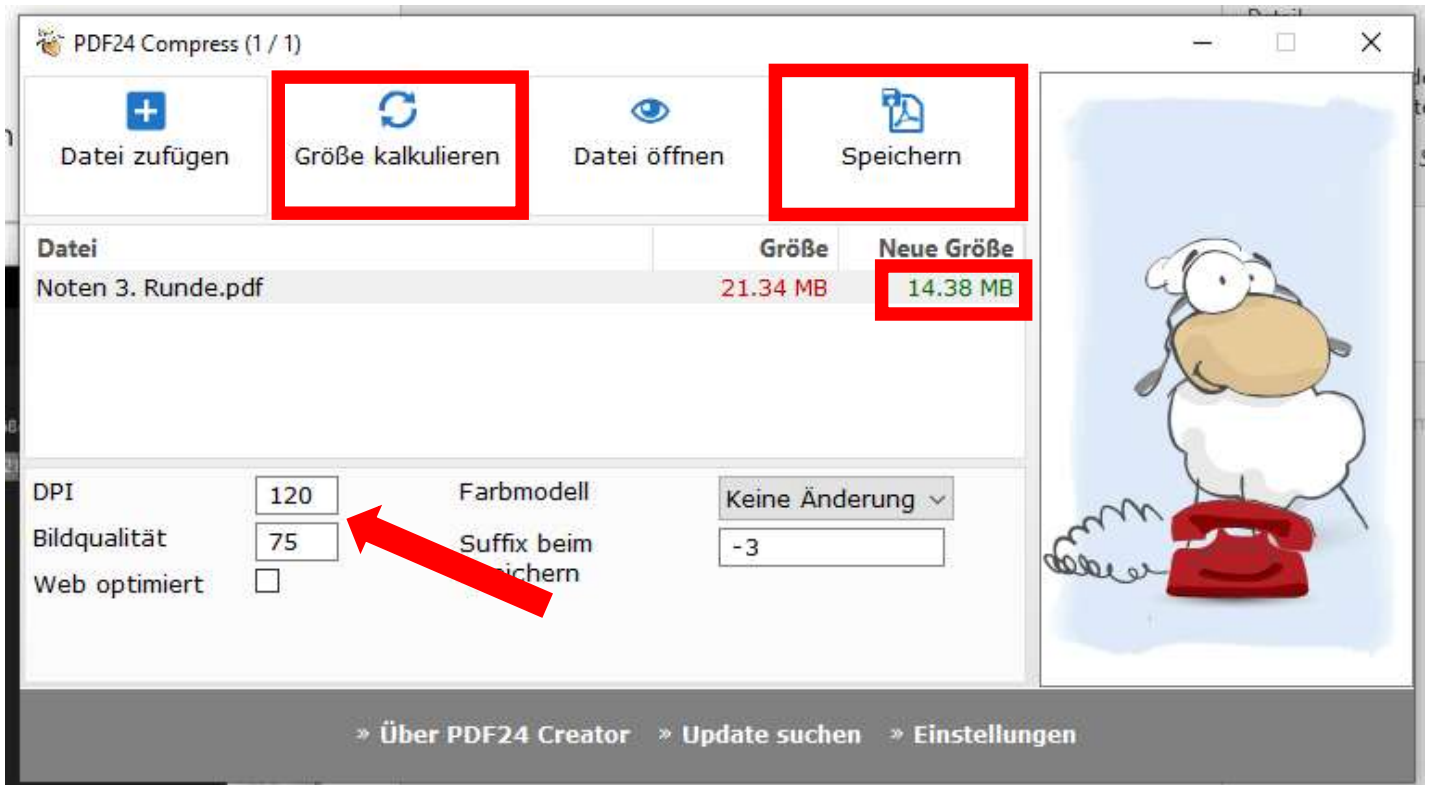 PDF24 Compress (1 / 1)
Datei zufügen
Größe kalkulieren
Datei öffnen
Speichern
Datei Größe Neue Größe
Noten 3. Runde.pdf 21.34 MB 14.38 MB
DPI 120 Farbmodell Keine Änderung
Bildqualität 75 Suffix beim -3
Web optimiert
» Über PDF24 Creator » Update suchen » Einstellungen